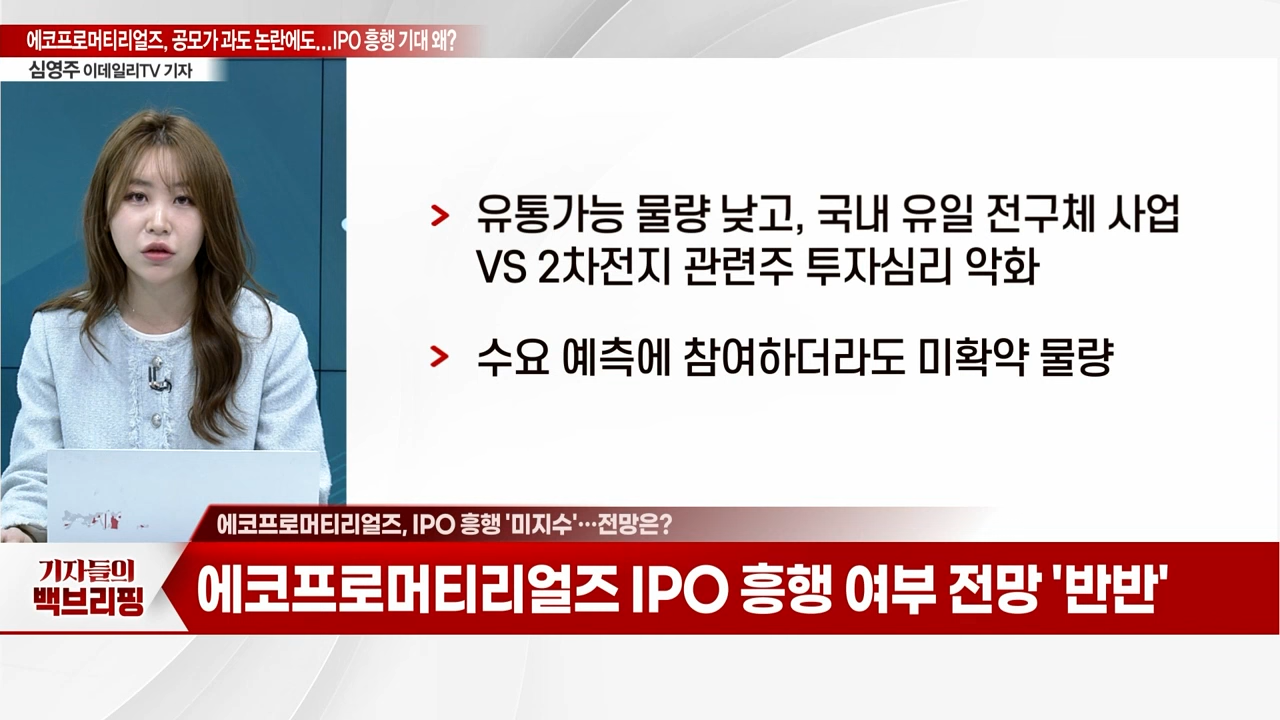 에코프로머티리얼즈, 공모가 과도 논란에도...IPO 흥행 기대 왜?
심영주 이데일리TV 기자
유통가능 물량 낮고, 국내 유일 전구체 사업
VS 2차전지 관련주 투자심리 악화
수요 예측에 참여하더라도 미확약 물량
에코프로머티리얼즈, IPO 흥행 '미지수'…전망은?
기자들의
백브리핑
에코프로머티리얼즈 IPO 흥행 여부 전망 '반반'